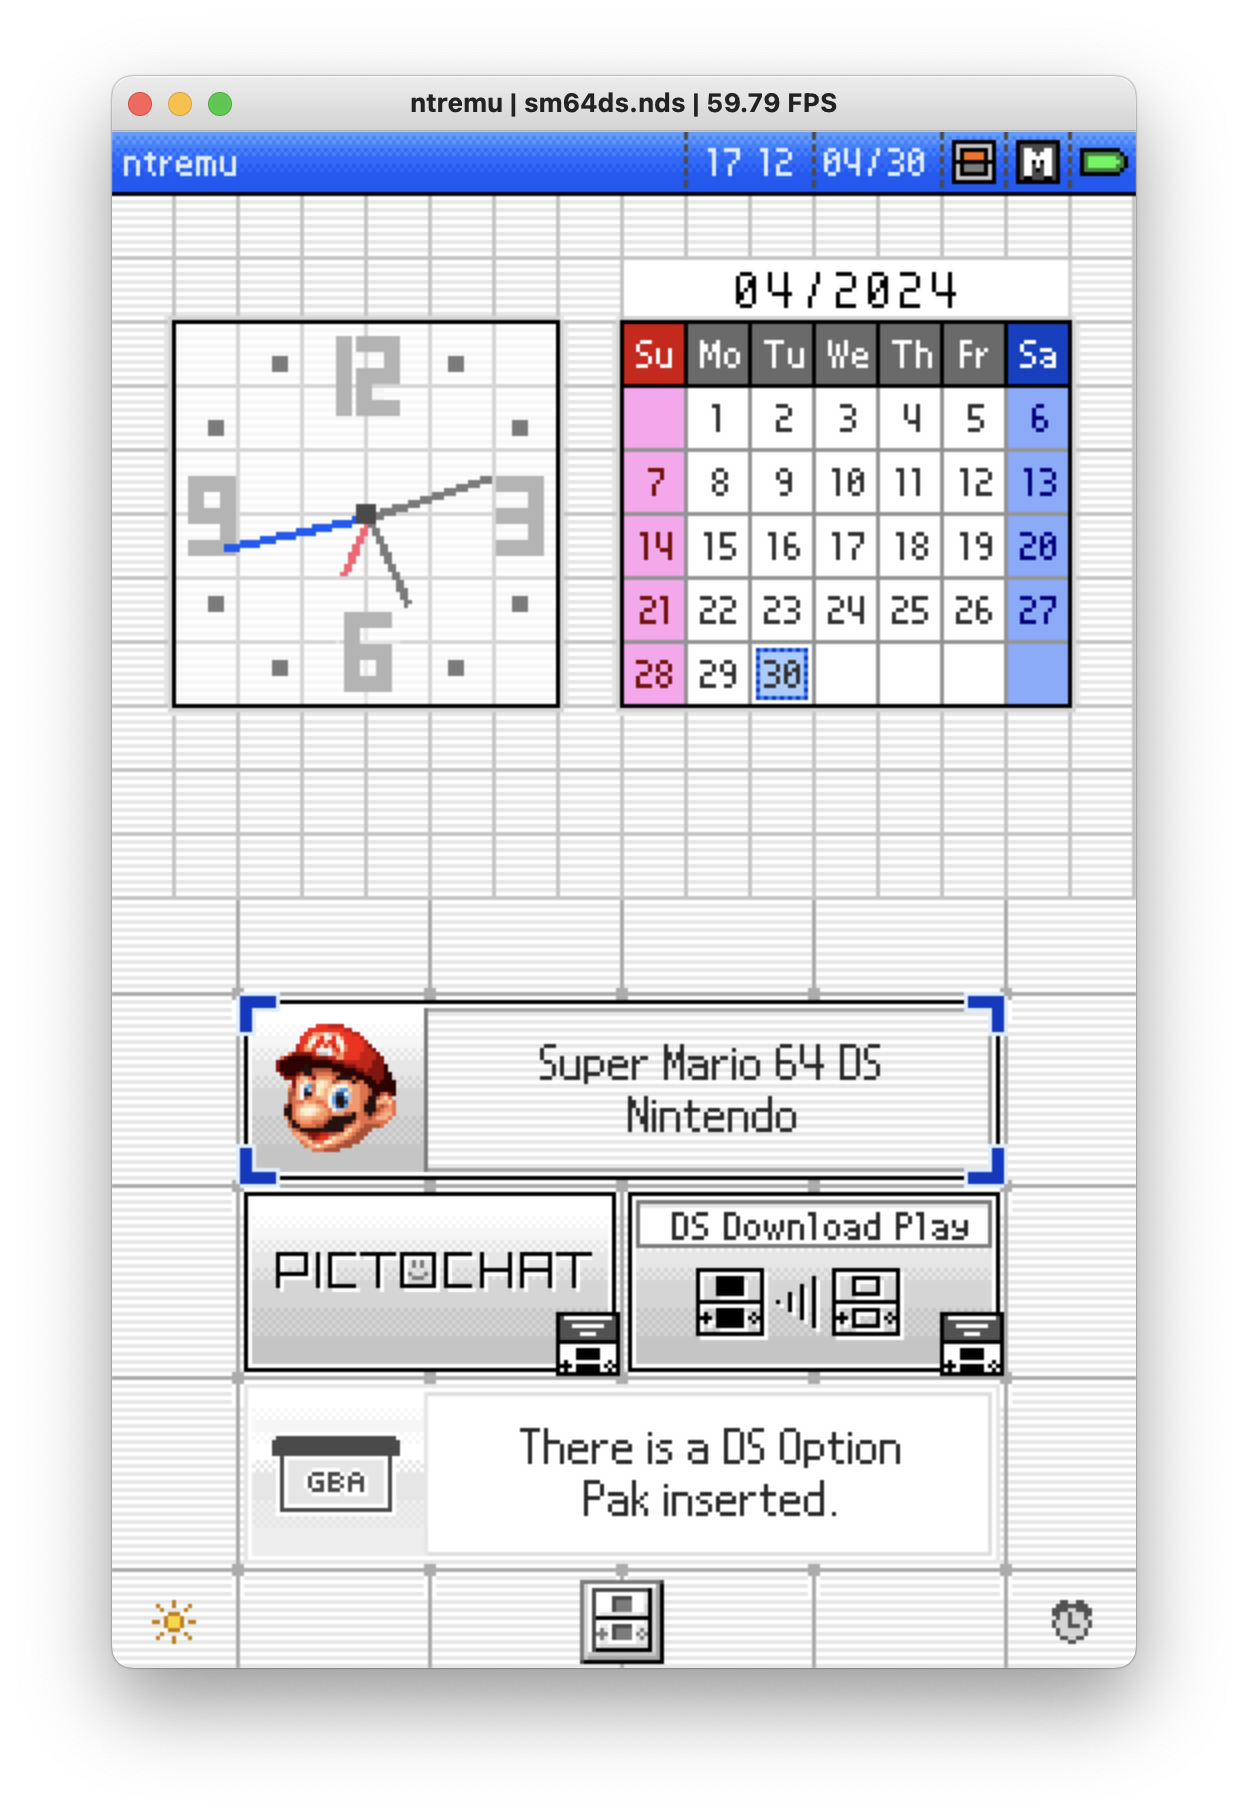 ntremu | sm64ds.nds | 59.79 FPS
ntremu 17 12 04/30 M
04/2024
12
9 3
6
Su Mo Tu We Th Fr Sa
1 2 3 4 5 6
7 8 9 10 11 12 13
14 15 16 17 18 19 20
21 22 23 24 25 26 27
28 29 30
M
Super Mario 64 DS
Nintendo
PICTOCHAT
DS Download Play
GBA
There is a DS Option
Pak inserted.